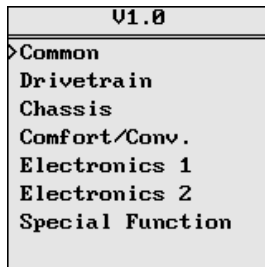 V1.0
>Common
Drivetrain
Chassis
Comfort/Conv.
Electronics 1
Electronics 2
Special Function